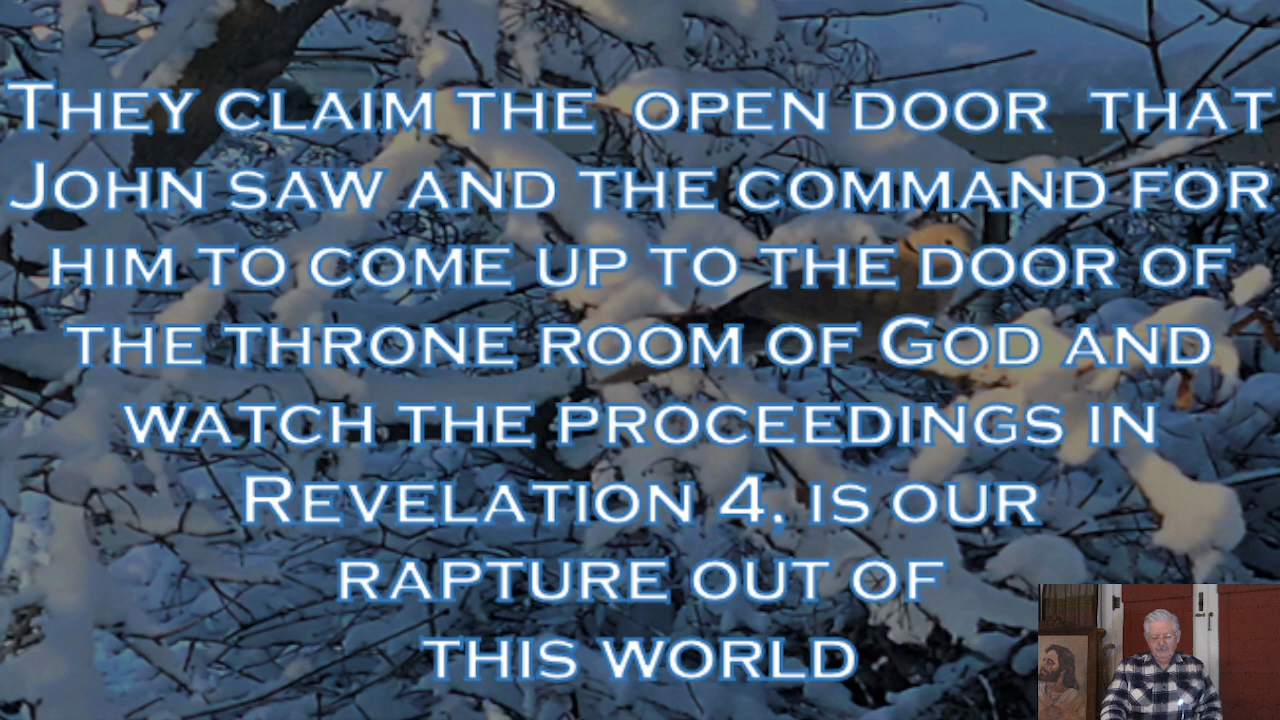 They claim the open door that
John saw and the command for
him to come up to the door of
the throne room of God and
watch the proceedings in
Revelation 4. is our
rapture out of
this world